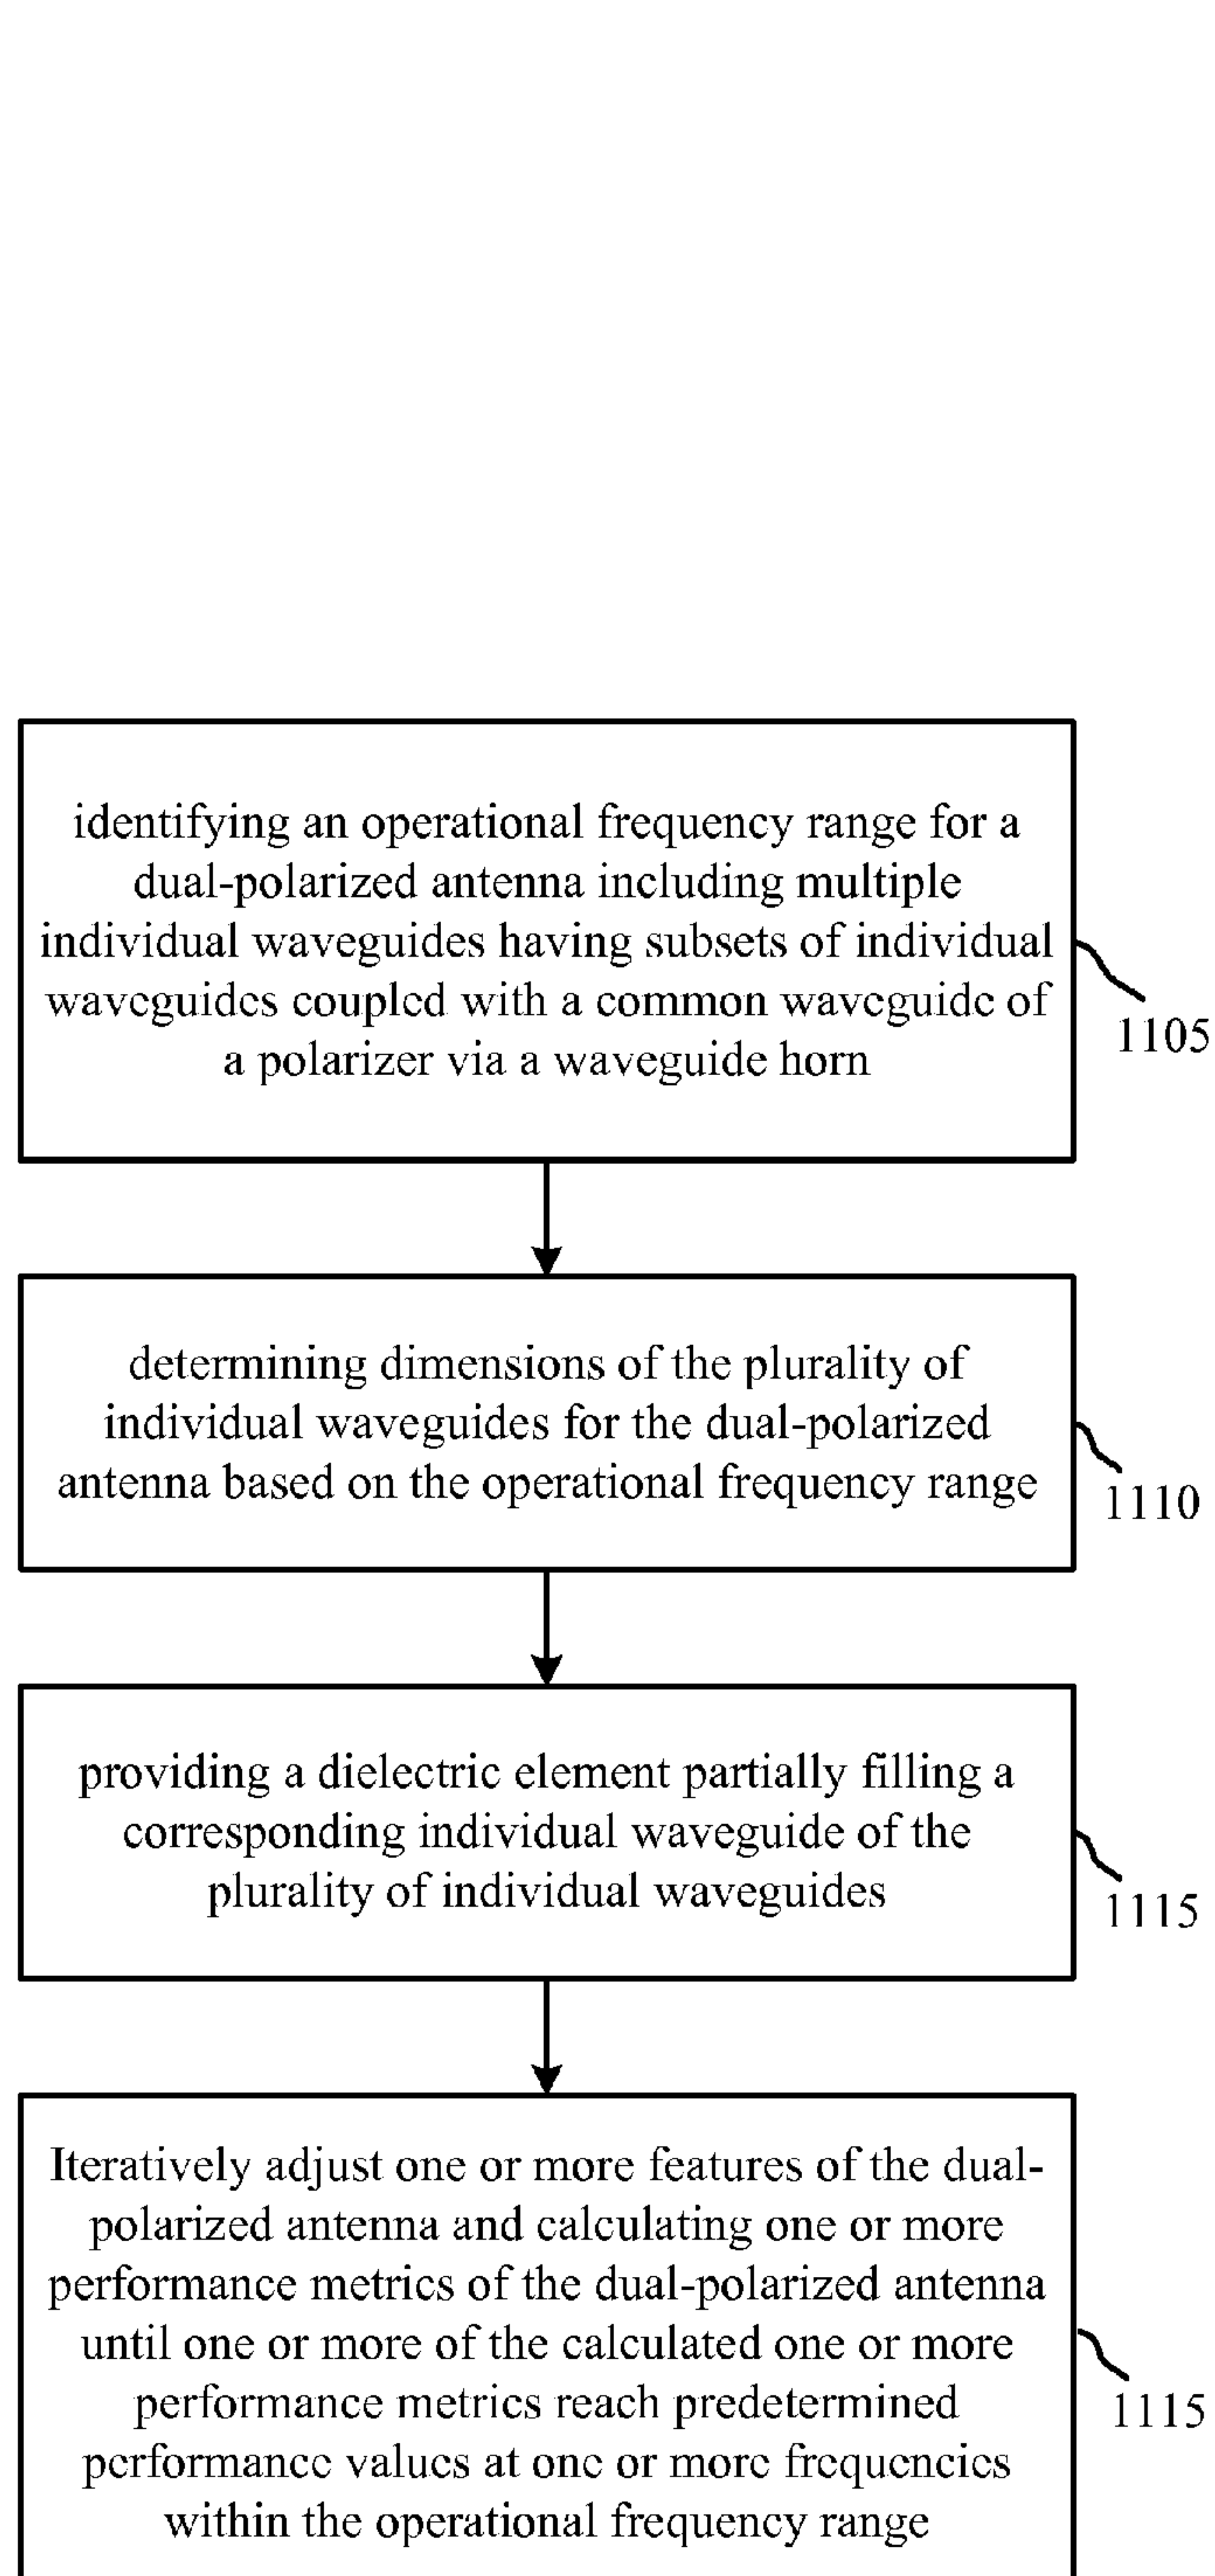 identifying an operational frequency range for a
dual-polarized antenna including multiple
individual waveguides having subsets of individual
waveguides coupled with a common waveguide of
a polarizer via a waveguide horn
1105
determining dimensions of the plurality of
individual waveguides for the dual-polarized
antenna based on the operational frequency range
1110
providing a dielectric element partially filling a
corresponding individual waveguide of the
plurality of individual waveguides
1115
Iteratively adjust one or more features of the dual-
polarized antenna and calculating one or more
performance metrics of the dual-polarized antenna
until one or more of the calculated one or more
performance metrics reach predetermined
performance values at one or more frequencies
within the operational frequency range
1115